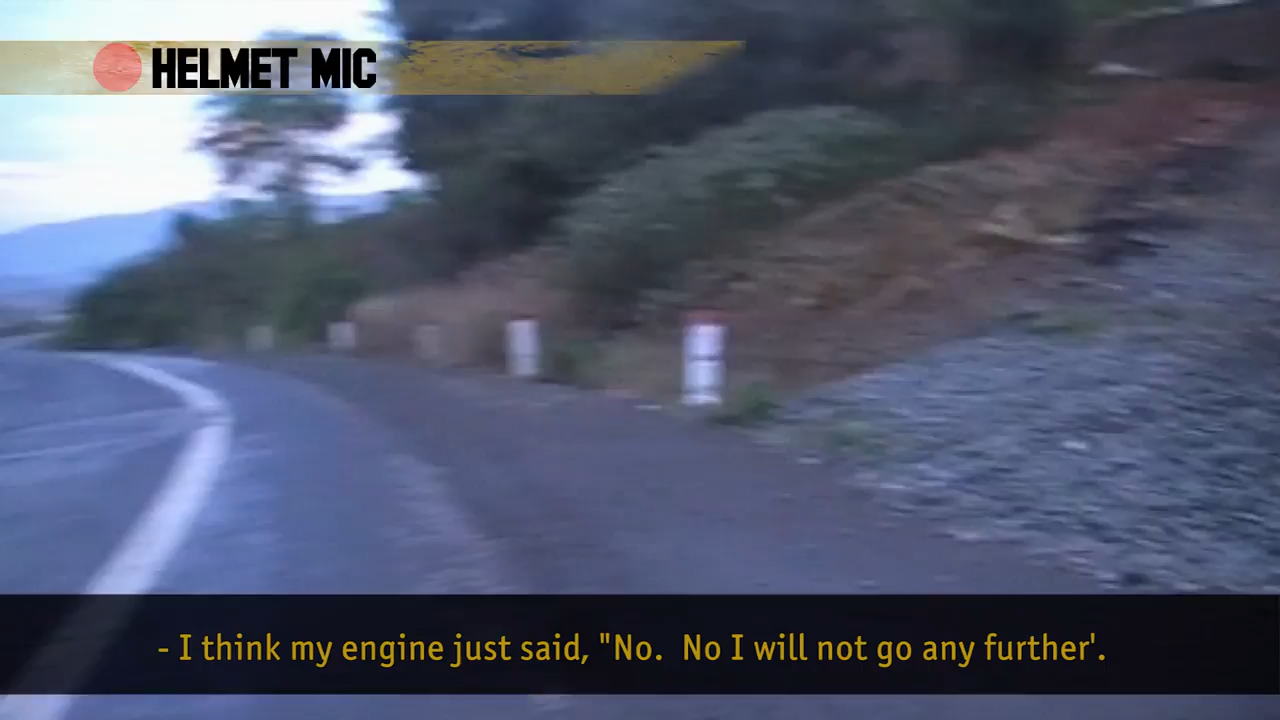 HELMET MIC
- I think my engine just said, "No.  No I will not go any further'.